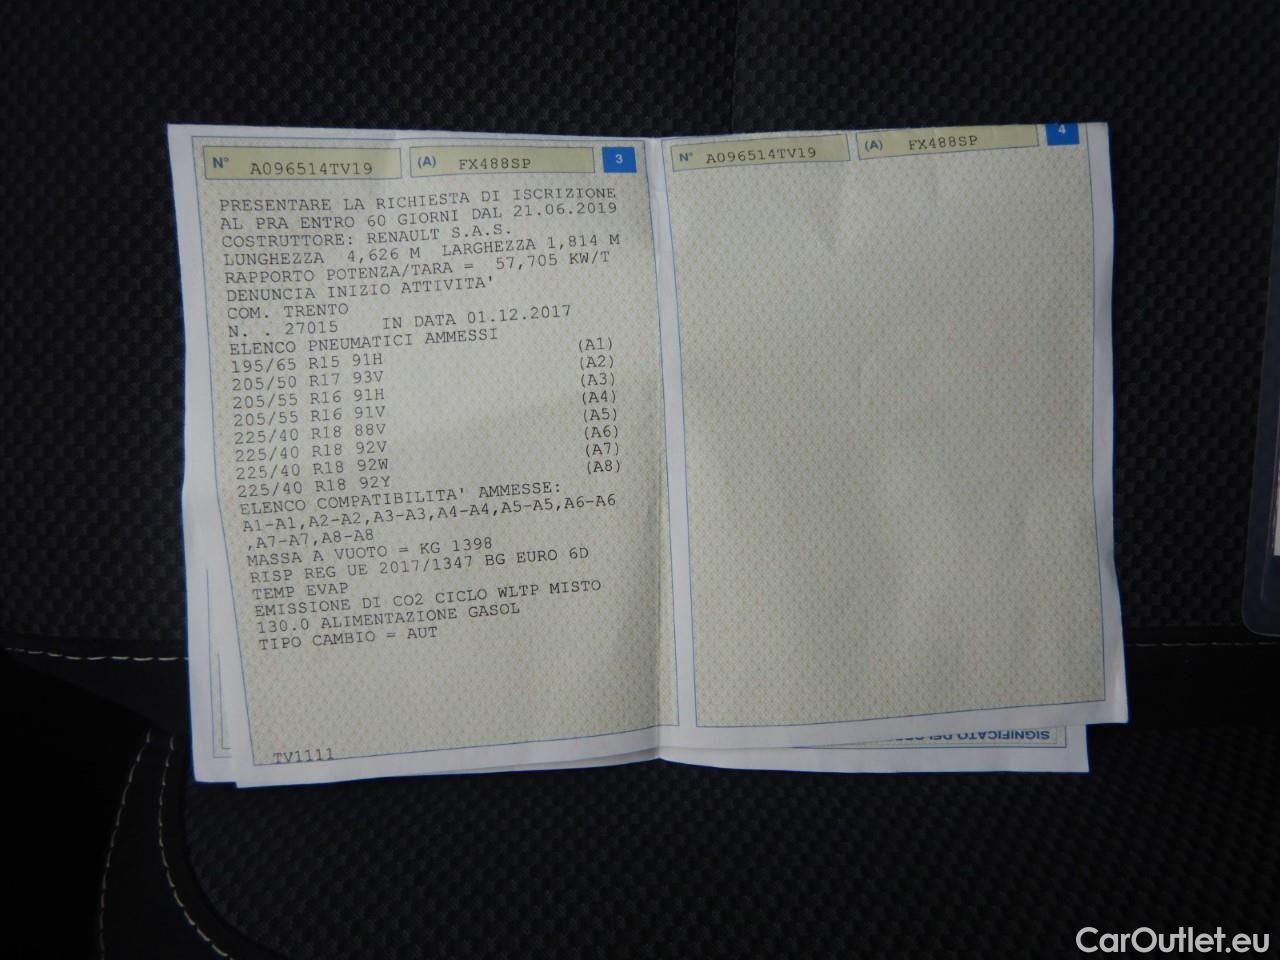 N° A096514TV19 (A) FX488SP 3
PRESENTARE LA RICHIESTA DI ISCRIZIONE
AL PRA ENTRO 60 GIORNI DAL 21.06.2019
COSTRUTTORE: RENAULT S.A.S.
LUNGHEZZA 4,626 M LARGHEZZA 1,814 M
RAPPORTO POTENZA/TARA = 57,705 KW/T
DENUNCIA INIZIO ATTIVITA'
COM. TRENTO
N. . 27015 IN DATA 01.12.2017
ELENCO PNEUMATICI AMMESSI
195/65 R15 91H (A1)
205/50 R17 93V (A2)
205/55 R16 91H (A3)
205/55 R16 91V (A4)
225/40 R18 88V (A5)
225/40 R18 92V (A6)
225/40 R18 92W (A7)
225/40 R18 92Y (A8)
ELENCO COMPATIBILITA' AMMESSE:
A1-A1,A2-A2,A3-A3,A4-A4,A5-A5,A6-A6
,A7-A7,A8-A8
MASSA A VUOTO = KG 1398
RISP REG UE 2017/1347 BG EURO 6D
TEMP EVAP
EMISSIONE DI CO2 CICLO WLTP MISTO
130.0 ALIMENTAZIONE GASOL
TIPO CAMBIO = AUT
TV1111
N° A096514TV19 (A) FX488SP 4
SIGNIFICATO
CarOutlet.eu